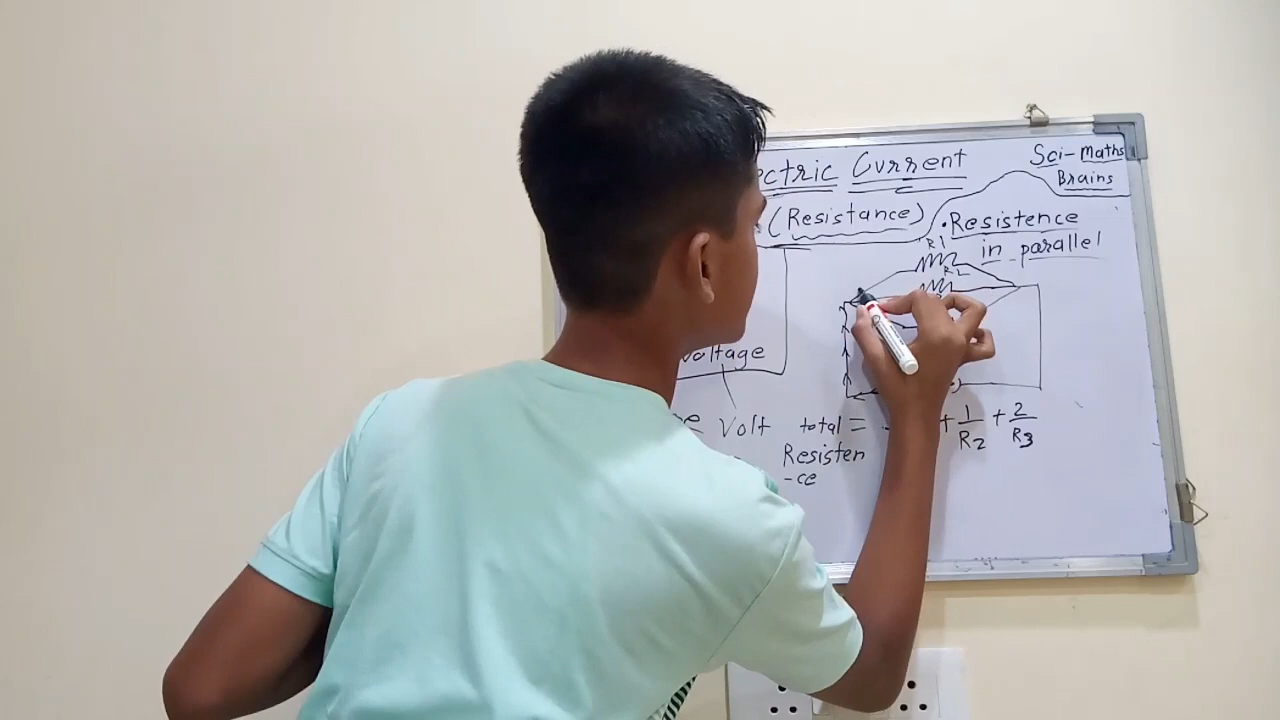 ectric Current
Sci-Maths
Brains
(Resistance)
•Resistence
in parallel
R1
R2
voltage
Volt
total =
+ 1/R2 + 2/R3
Resisten
-ce